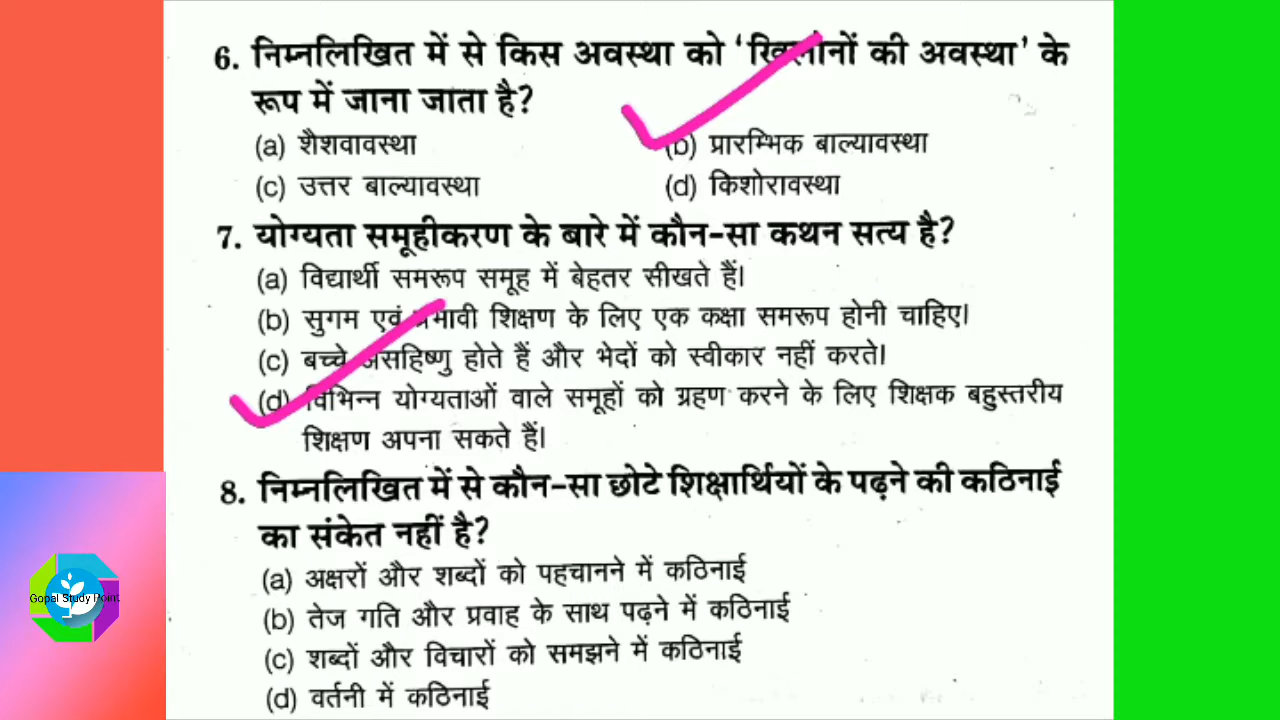 6. निम्नलिखित में से किस अवस्था को ‘खिलौनों की अवस्था’ के
रूप में जाना जाता है?
(a) शैशवावस्था
(b) प्रारम्भिक बाल्यावस्था
(c) उत्तर बाल्यावस्था
(d) किशोरावस्था
7. योग्यता समूहीकरण के बारे में कौन-सा कथन सत्य है?
(a) विद्यार्थी समरूप समूह में बेहतर सीखते हैं।
(b) सुगम एवं प्रभावी शिक्षण के लिए एक कक्षा समरूप होनी चाहिए।
(c) बच्चे असहिष्णु होते हैं और भेदों को स्वीकार नहीं करते।
(d) विभिन्न योग्यताओं वाले समूहों को ग्रहण करने के लिए शिक्षक बहुस्तरीय
शिक्षण अपना सकते हैं।
8. निम्नलिखित में से कौन-सा छोटे शिक्षार्थियों के पढ़ने की कठिनाई
का संकेत नहीं है?
(a) अक्षरों और शब्दों को पहचानने में कठिनाई
(b) तेज गति और प्रवाह के साथ पढ़ने में कठिनाई
(c) शब्दों और विचारों को समझने में कठिनाई
(d) वर्तनी में कठिनाई
Gopal Study Point